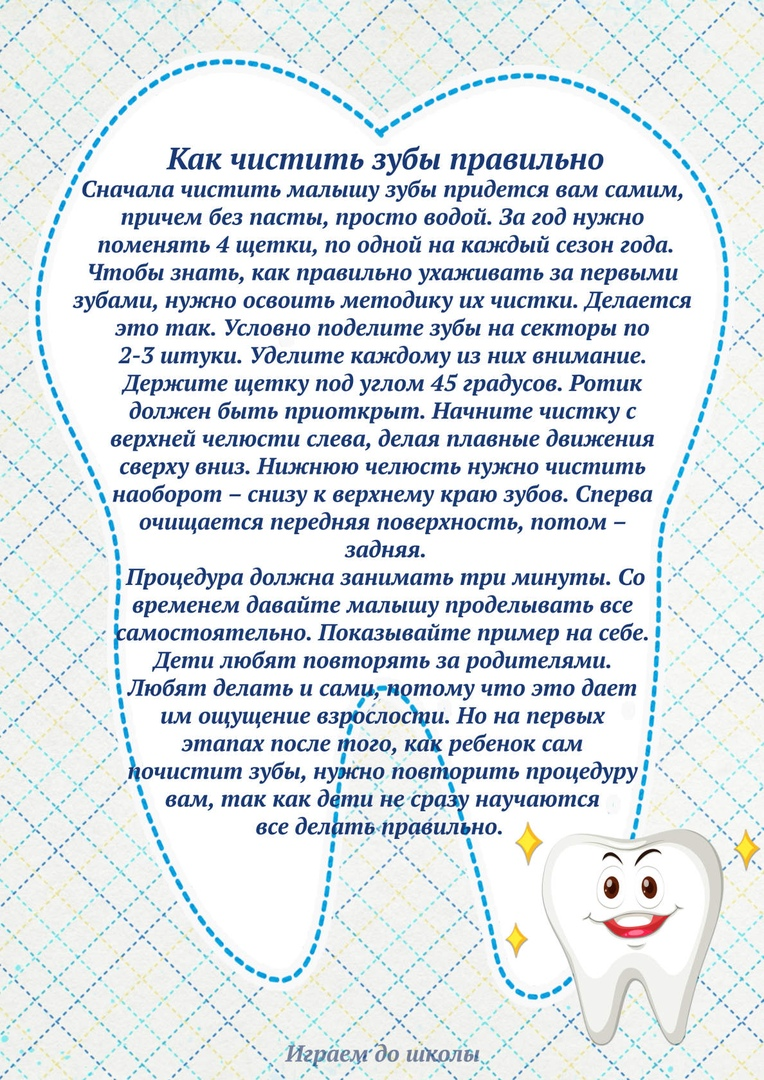 Как чистить зубы правильно
Сначала чистить малышу зубы придется вам самим,
причем без пасты, просто водой. За год нужно
поменять 4 щетки, по одной на каждый сезон года.
Чтобы знать, как правильно ухаживать за первыми
зубами, нужно освоить методику их чистки. Делается
это так. Условно поделите зубы на секторы по
2-3 штуки. Уделите каждому из них внимание.
Держите щетку под углом 45 градусов. Ротик
должен быть приоткрыт. Начните чистку с
верхней челюсти слева, делая плавные движения
сверху вниз. Нижнюю челюсть нужно чистить
наоборот – снизу к верхнему краю зубов. Сперва
очищается передняя поверхность, потом –
задняя.
Процедура должна занимать три минуты. Со
временем давайте малышу проделывать все
самостоятельно. Показывайте пример на себе.
Дети любят повторять за родителями.
Любят делать и сами, потому что это дает
им ощущение взрослости. Но на первых
этапах после того, как ребенок сам
почистит зубы, нужно повторить процедуру
вам, так как дети не сразу научаются
все делать правильно.
Играем до школы